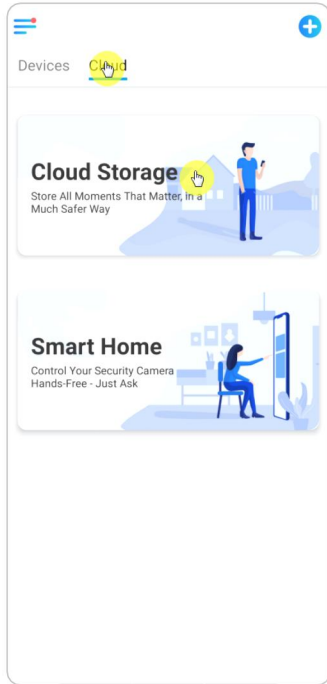 Devices Cloud
Cloud Storage
Store All Moments That Matter, in a
Much Safer Way
Smart Home
Control Your Security Camera
Hands-Free - Just Ask